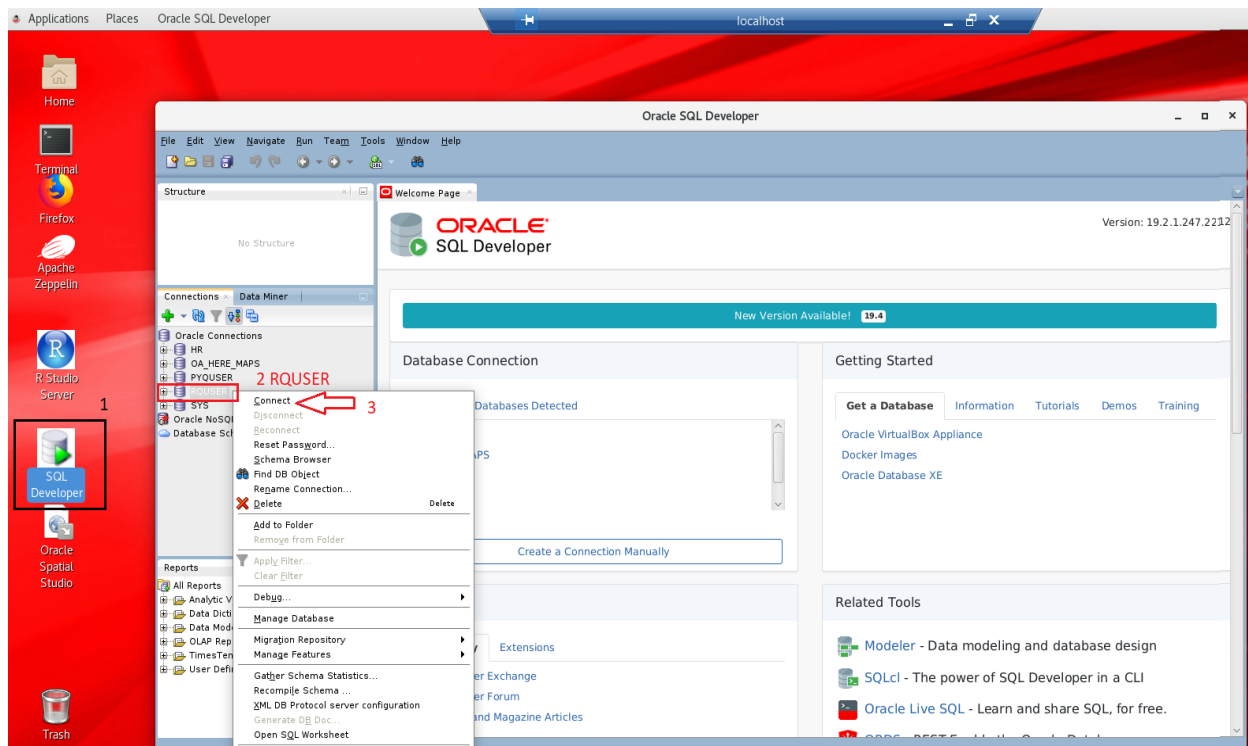 Applications Places Oracle SQL Developer
localhost
Home
Terminal
Firefox
Apache
Zeppelin
R Studio
Server
1
SQL
Developer
Oracle
Spatial
Studio
Trash
Oracle SQL Developer
File Edit View Navigate Run Team Tools Window Help
Structure
No Structure
Connections Data Miner
Oracle Connections
HR
OA_HERE_MAPS
PYQUSER
RQUSER
2 RQUSER
SYS
Oracle NoSQL
Database Sch
Connect
3
Disconnect
Reconnect
Reset Password...
Schema Browser
Find DB Object
Rename Connection...
Delete Delete
Add to Folder
Remove from Folder
Apply Filter...
Clear Filter
Debug...
Manage Database
Migration Repository
Manage Features
Gather Schema Statistics...
Recompile Schema ...
XML DB Protocol server configuration
Generate DB Doc...
Open SQL Worksheet
Reports
All Reports
Analytic V
Data Dicti
Data Mod
OLAP Rep
TimesTen
User Defi
Welcome Page
ORACLE
SQL Developer
Version: 19.2.1.247.2212
New Version Available! 19.4
Database Connection
Databases Detected
APS
Create a Connection Manually
Extensions
er Exchange
er Forum
and Magazine Articles
Getting Started
Get a Database Information Tutorials Demos Training
Oracle VirtualBox Appliance
Docker Images
Oracle Database XE
Related Tools
Modeler - Data modeling and database design
SQLcl - The power of SQL Developer in a CLI
Oracle Live SQL - Learn and share SQL, for free.